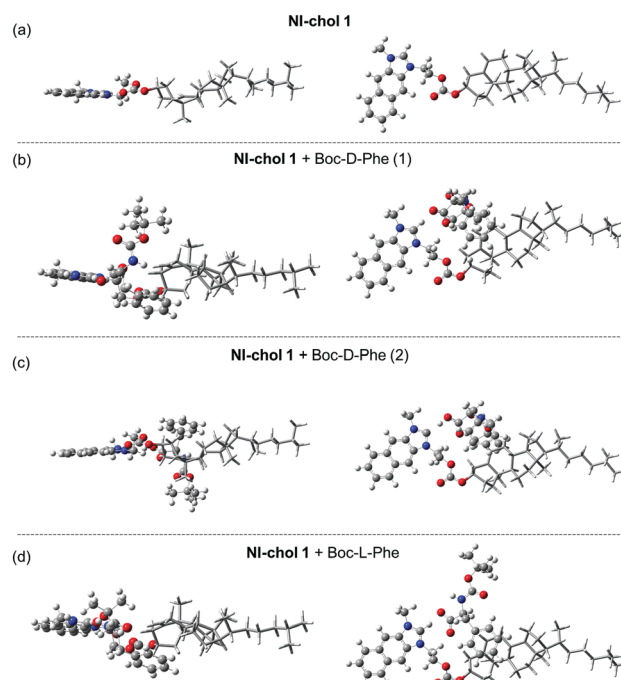 (a) NI-chol 1
(b) NI-chol 1 + Boc-D-Phe (1)
(c) NI-chol 1 + Boc-D-Phe (2)
(d) NI-chol 1 + Boc-L-Phe